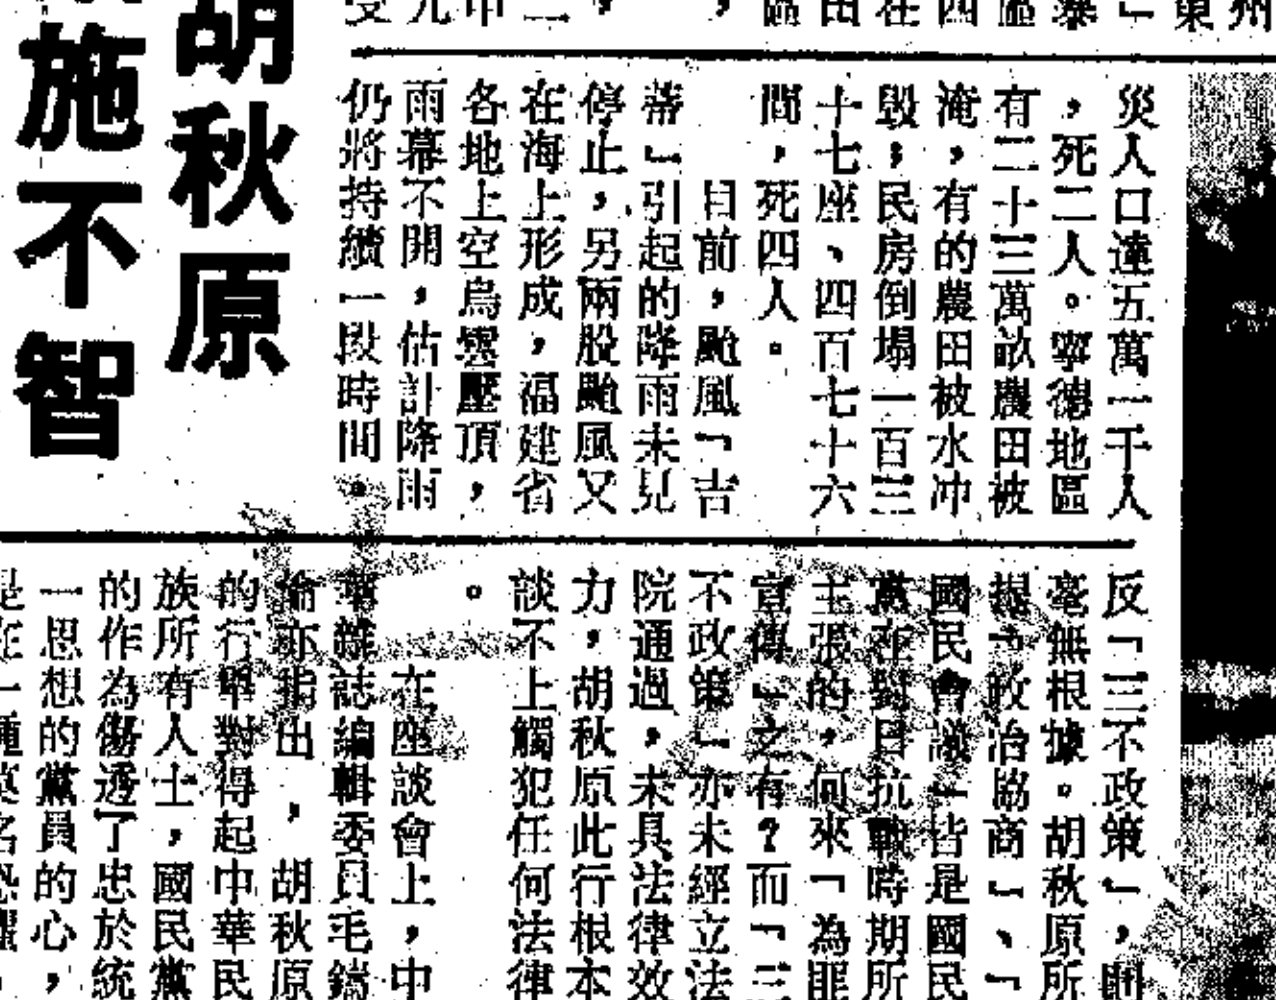 災人口達五萬一千人
，死二人。寧德地區
有二十三萬畝農田被
淹，有的農田被水冲
毀；民房倒塌一百三
十七座、四百七十六
間，死四人。
目前，颱風「吉
蒂」引起的降雨未見
停止，另兩股颱風又
在海上形成，福建省
各地上空烏雲壓頂，
雨幕不開，估計降雨
仍將持續一段時間。
胡秋原
施不智
反「三不政策」，
毫無根據。胡秋原所
提「政治協商」、「
國民會議」皆是國民
黨在對日抗戰時期所
主張的，何來「為匪
宣傳」之有？而「三
不政策」亦未經立法
院通過，未具法律效
力，胡秋原此行根本
談不上觸犯任何法律
。
在座談會上，中
華雜誌編輯委員毛鑄
倫亦指出，胡秋原
的行舉對得起中華民
族所有人士，國民黨
的作為傷透了忠於統
一思想的黨員的心，